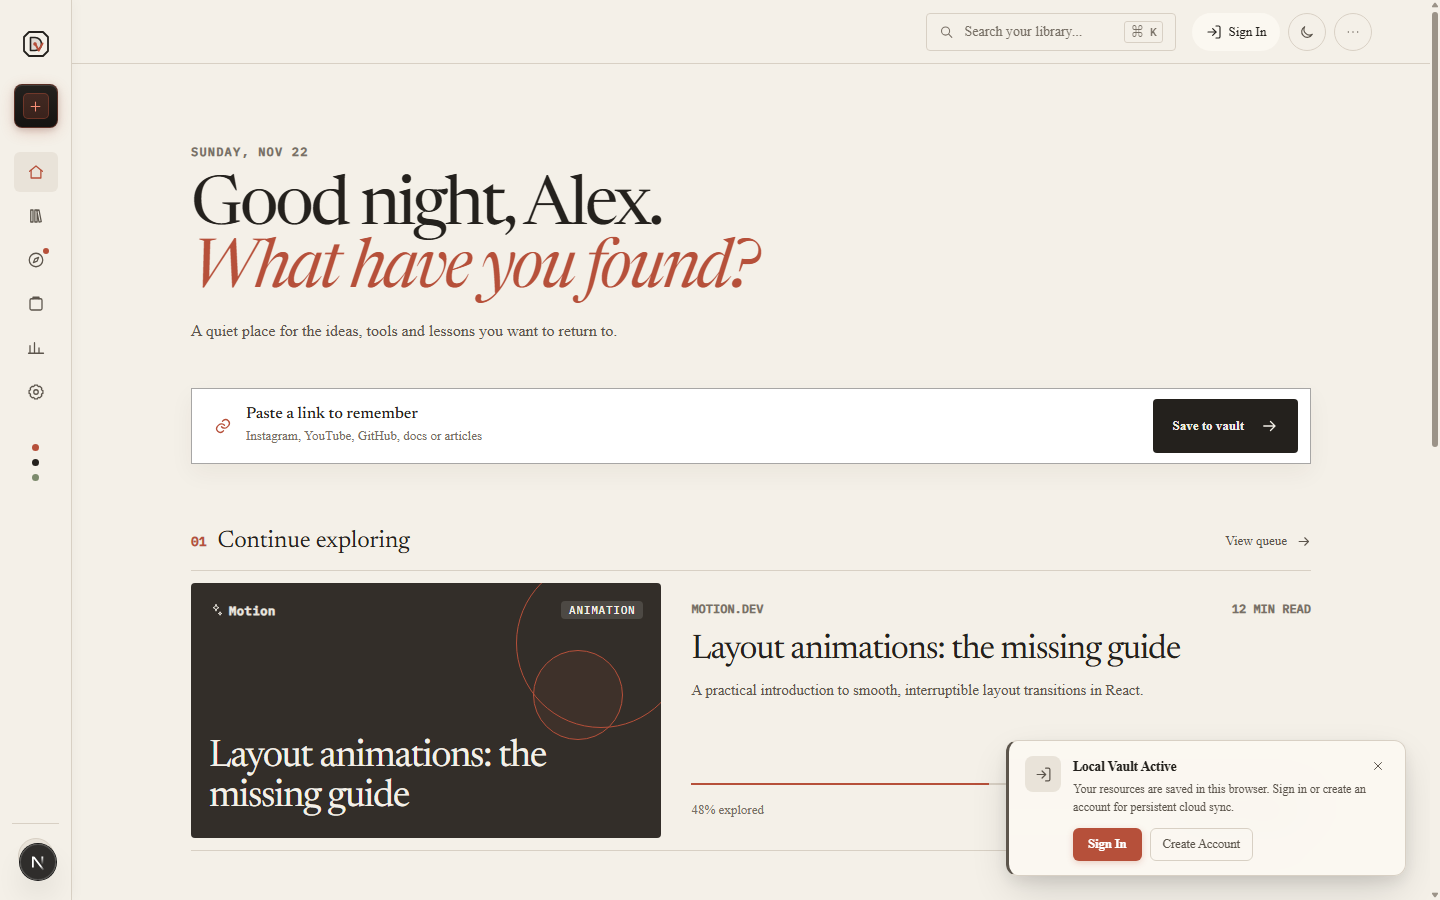 Search your library...
⌘ K
Sign In
SUNDAY, NOV 22
Good night, Alex.
What have you found?
A quiet place for the ideas, tools and lessons you want to return to.
Paste a link to remember
Instagram, YouTube, GitHub, docs or articles
Save to vault
01 Continue exploring
View queue
Motion
ANIMATION
Layout animations: the
missing guide
MOTION.DEV
12 MIN READ
Layout animations: the missing guide
A practical introduction to smooth, interruptible layout transitions in React.
48% explored
Local Vault Active
Your resources are saved in this browser. Sign in or create an
account for persistent cloud sync.
Sign In
Create Account
N